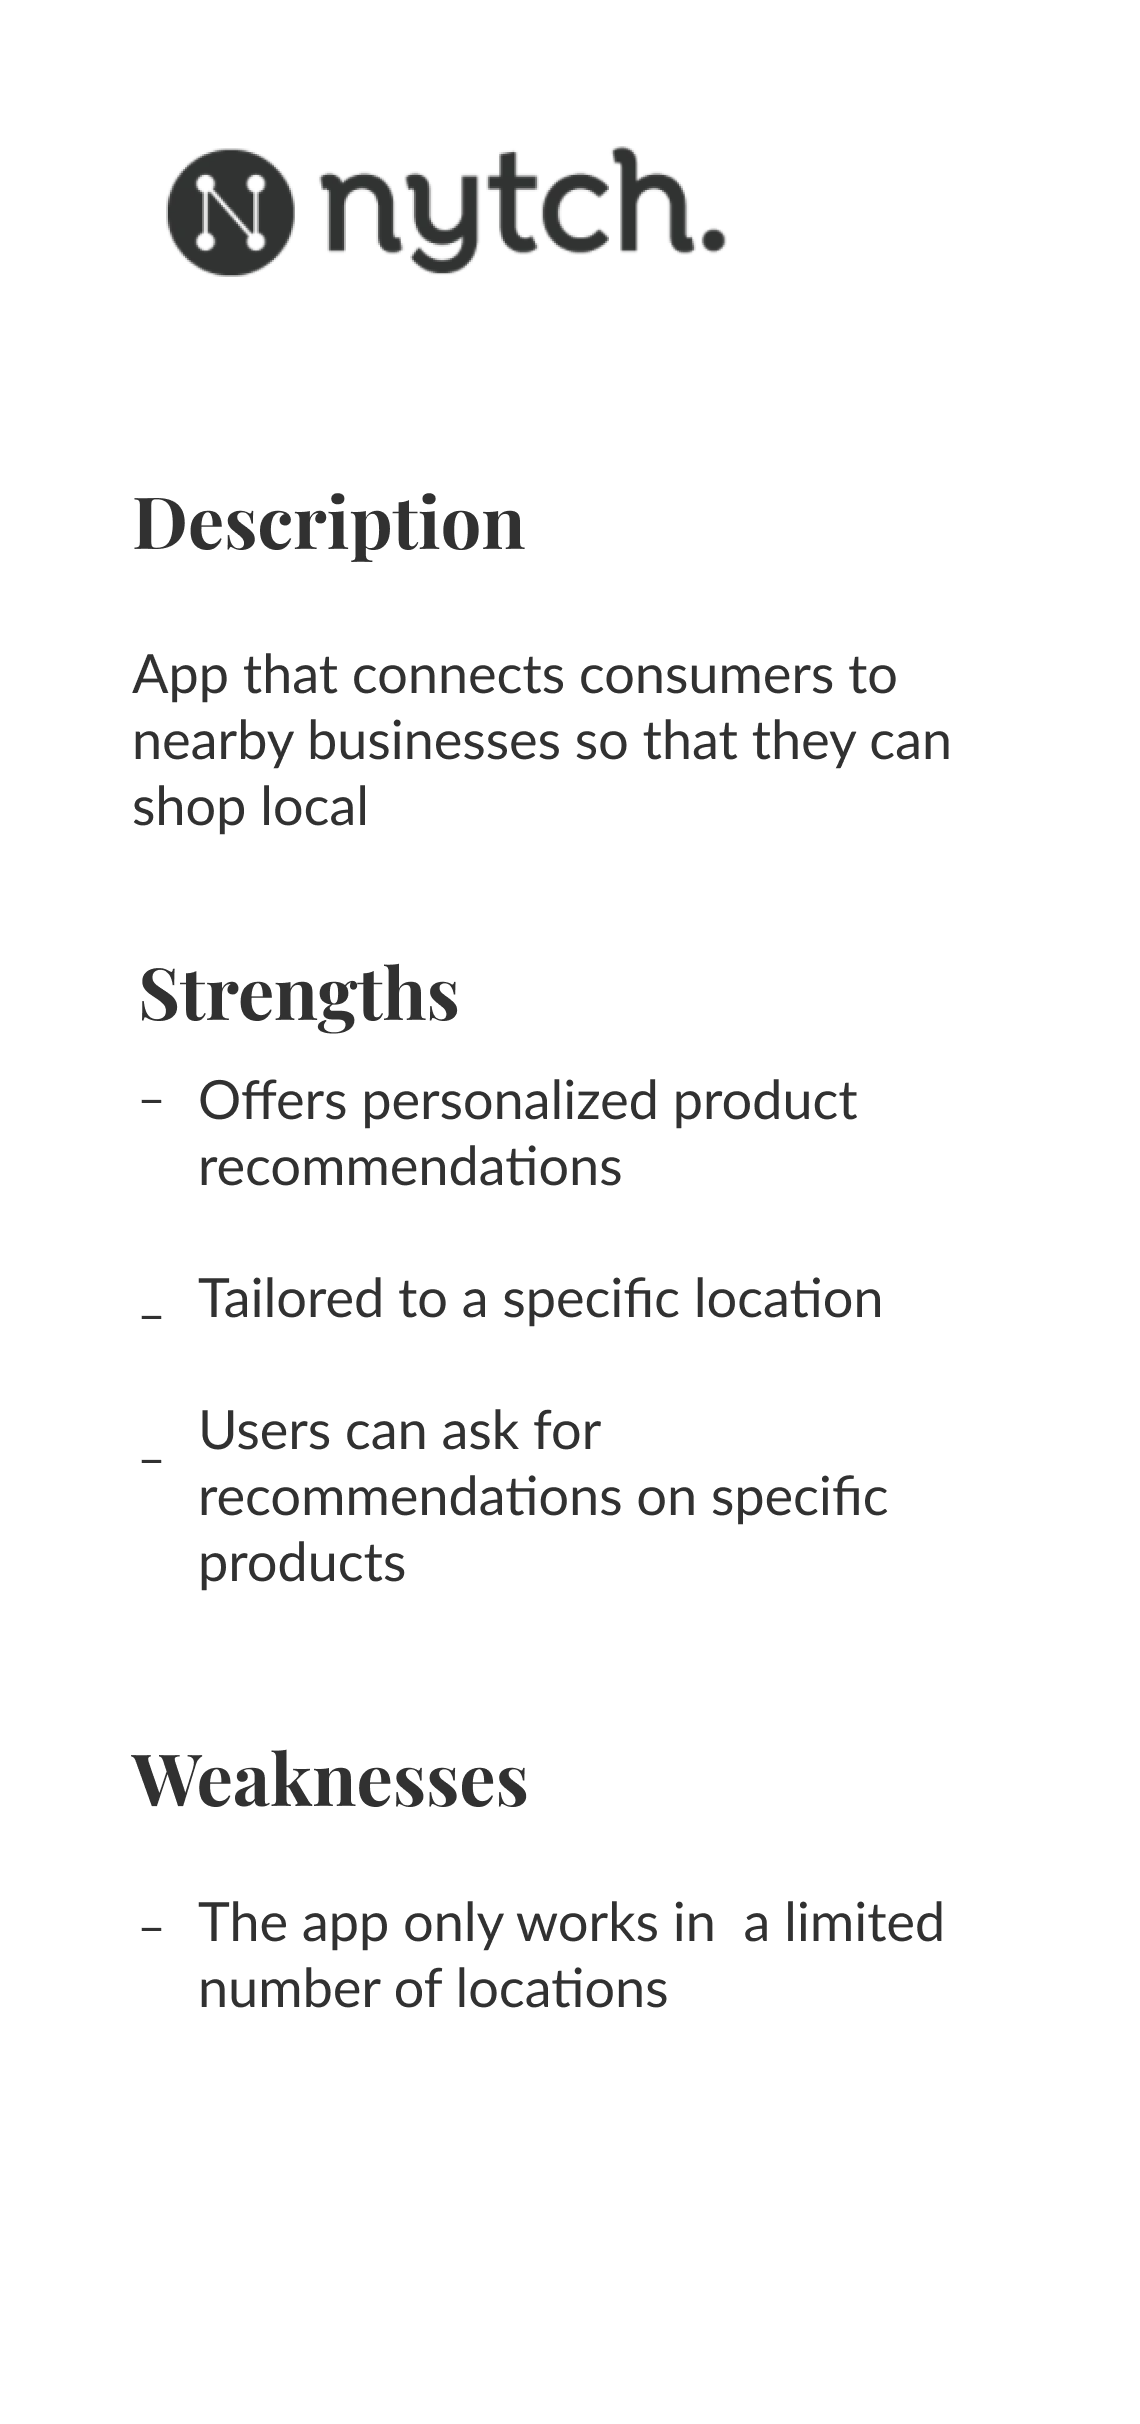 N nytch.
Description
App that connects consumers to
nearby businesses so that they can
shop local
Strengths
– Offers personalized product
recommendations
– Tailored to a specific location
– Users can ask for
recommendations on specific
products
Weaknesses
– The app only works in  a limited
number of locations